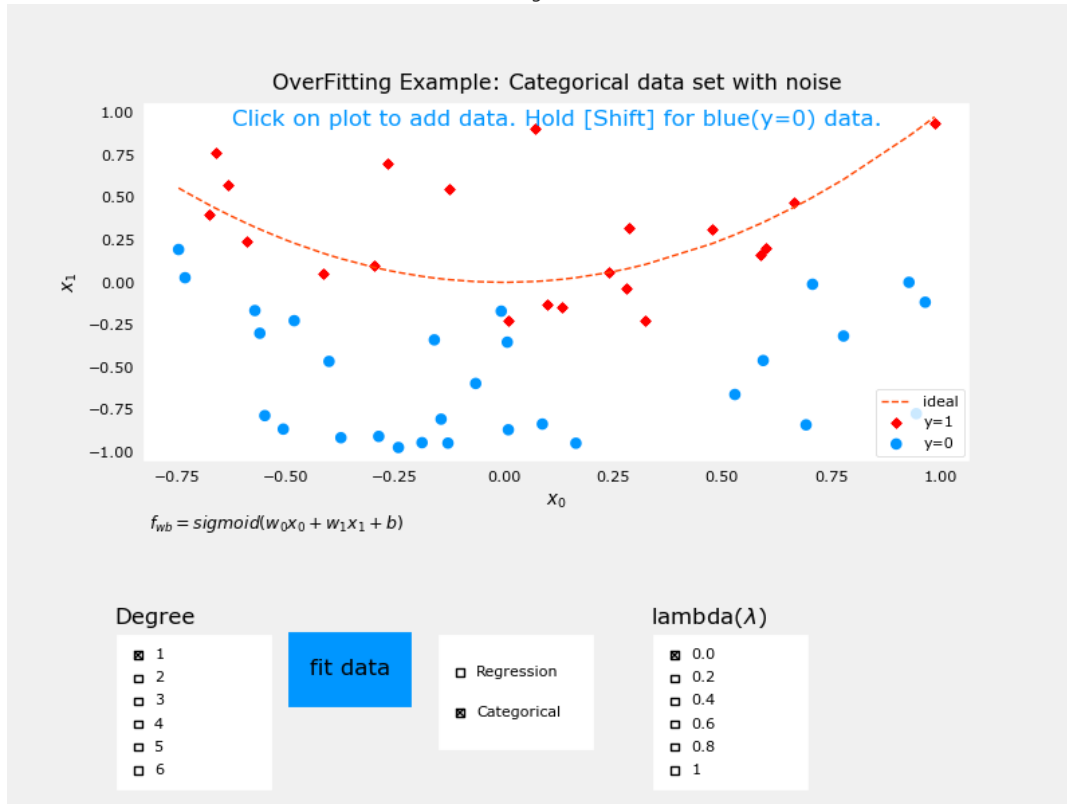 OverFitting Example: Categorical data set with noise
Click on plot to add data. Hold [Shift] for blue(y=0) data.
1.00
0.75
0.50
0.25
0.00
−0.25
−0.50
−0.75
−1.00
x₁
ideal
y=1
y=0
−0.75 −0.50 −0.25 0.00 0.25 0.50 0.75 1.00
x₀
f_wb = sigmoid(w₀x₀ + w₁x₁ + b)
Degree
1
2
3
4
5
6
fit data
Regression
Categorical
lambda(λ)
0.0
0.2
0.4
0.6
0.8
1